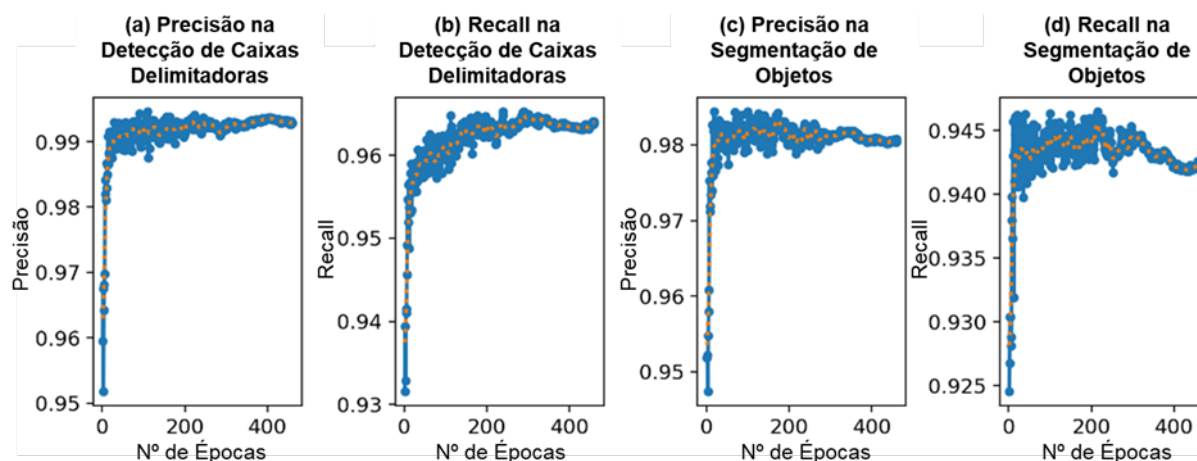 (a) Precisão na
Detecção de Caixas
Delimitadoras
Precisão
0.99
0.98
0.97
0.96
0.95
0
200
400
Nº de Épocas
(b) Recall na
Detecção de Caixas
Delimitadoras
Recall
0.96
0.95
0.94
0.93
0
200
400
Nº de Épocas
(c) Precisão na
Segmentação de
Objetos
Precisão
0.98
0.97
0.96
0.95
0
200
400
Nº de Épocas
(d) Recall na
Segmentação de
Objetos
Recall
0.945
0.940
0.935
0.930
0.925
0
200
400
Nº de Épocas